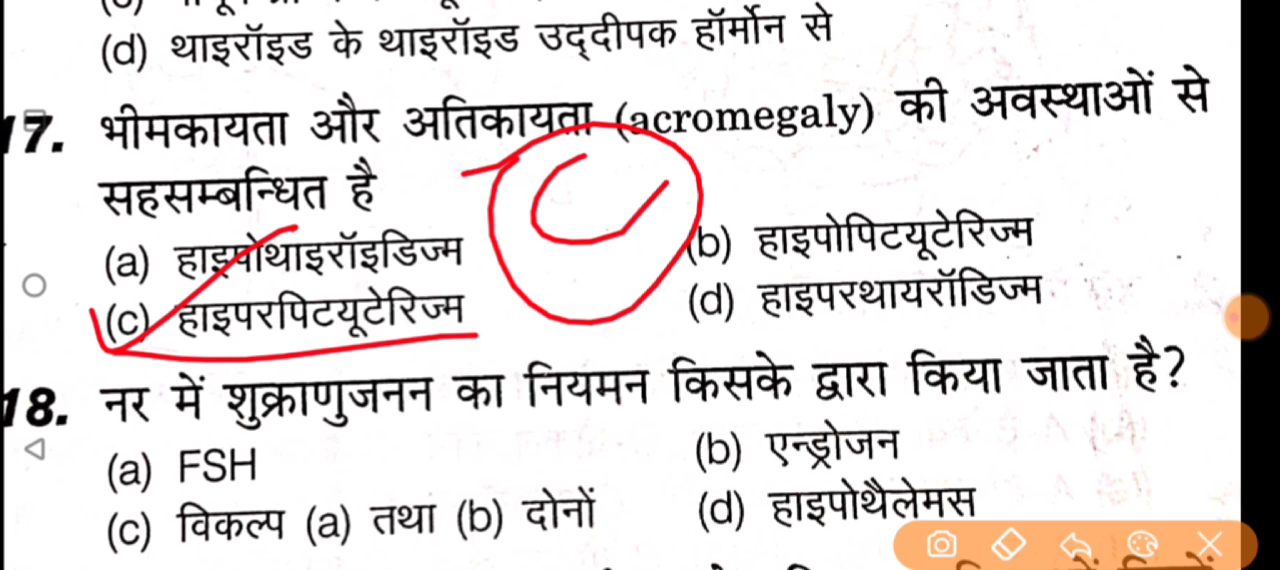 (d) थाइरॉइड के थाइरॉइड उद्दीपक हॉर्मोन से
17. भीमकायता और अतिकायता (acromegaly) की अवस्थाओं से
सहसम्बन्धित है
(a) हाइपोथाइरॉइडिज्म (b) हाइपोपिटयूटेरिज्म
(c) हाइपरपिटयूटेरिज्म (d) हाइपरथायरॉडिज्म
18. नर में शुक्राणुजनन का नियमन किसके द्वारा किया जाता है?
(a) FSH (b) एन्ड्रोजन
(c) विकल्प (a) तथा (b) दोनों (d) हाइपोथैलेमस